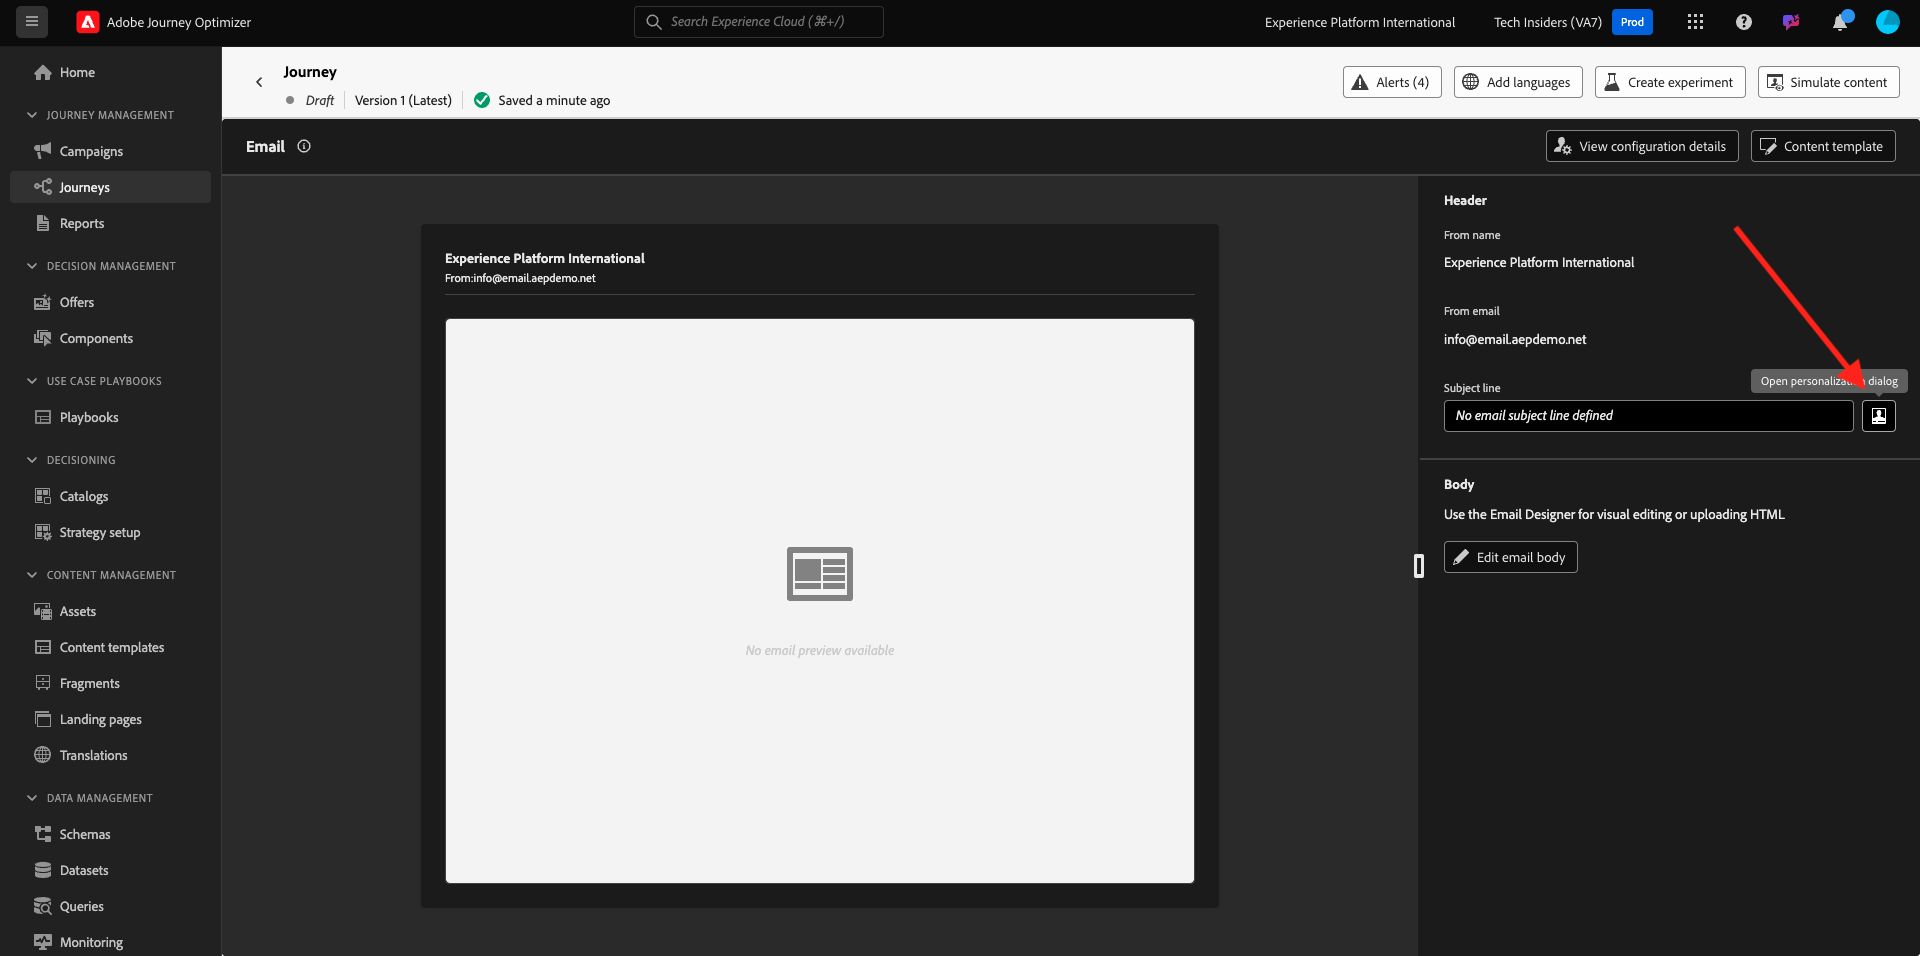 Adobe Journey Optimizer
Search Experience Cloud (⌘+/)
Experience Platform International
Tech Insiders (VA7)
Prod
Home
JOURNEY MANAGEMENT
Campaigns
Journeys
Reports
DECISION MANAGEMENT
Offers
Components
USE CASE PLAYBOOKS
Playbooks
DECISIONING
Catalogs
Strategy setup
CONTENT MANAGEMENT
Assets
Content templates
Fragments
Landing pages
Translations
DATA MANAGEMENT
Schemas
Datasets
Queries
Monitoring
Journey
Draft
Version 1 (Latest)
Saved a minute ago
Alerts (4)
Add languages
Create experiment
Simulate content
Email
View configuration details
Content template
Experience Platform International
From:info@email.aepdemo.net
No email preview available
Header
From name
Experience Platform International
From email
info@email.aepdemo.net
Open dialog
Subject line
No email subject line defined
Body
Use the Email Designer for visual editing or uploading HTML
Edit email body